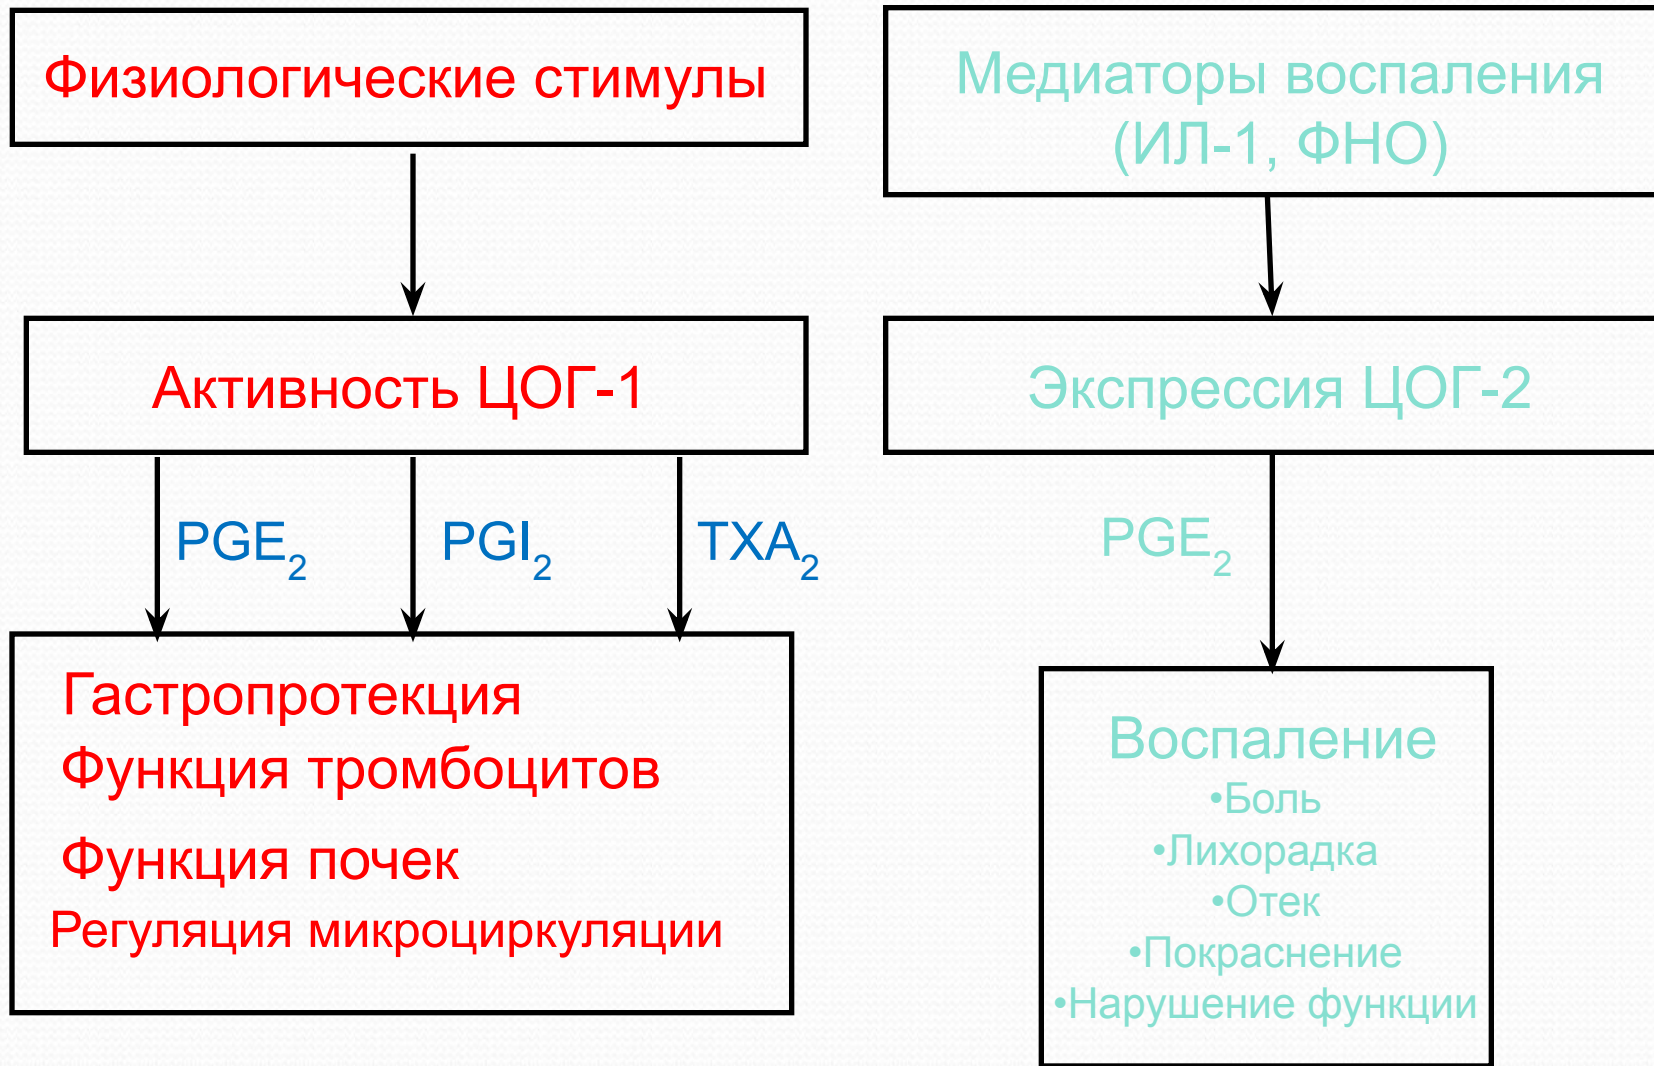 Физиологические стимулы
Активность ЦОГ-1
PGE₂ PGI₂ TXA₂
Гастропротекция
Функция тромбоцитов
Функция почек
Регуляция микроциркуляции
Медиаторы воспаления
(ИЛ-1, ФНО)
Экспрессия ЦОГ-2
PGE₂
Воспаление
•Боль
•Лихорадка
•Отек
•Покраснение
•Нарушение функции